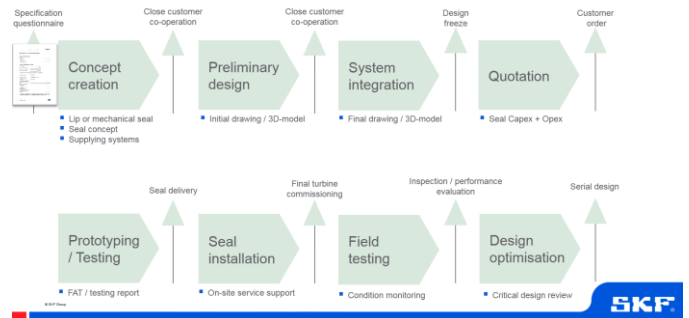 Specification
questionnaire
Close customer
co-operation
Close customer
co-operation
Design
freeze
Customer
order
Concept
creation
Preliminary
design
System
integration
Quotation
Lip or mechanical seal
Seal concept
Supplying systems
Initial drawing / 3D-model
Final drawing / 3D-model
Seal Capex + Opex
Seal delivery
Final turbine
commissioning
Inspection / performance
evaluation
Serial design
Prototyping
/ Testing
Seal
installation
Field
testing
Design
optimisation
FAT / testing report
On-site service support
Condition monitoring
Critical design review
© SKF Group
SKF